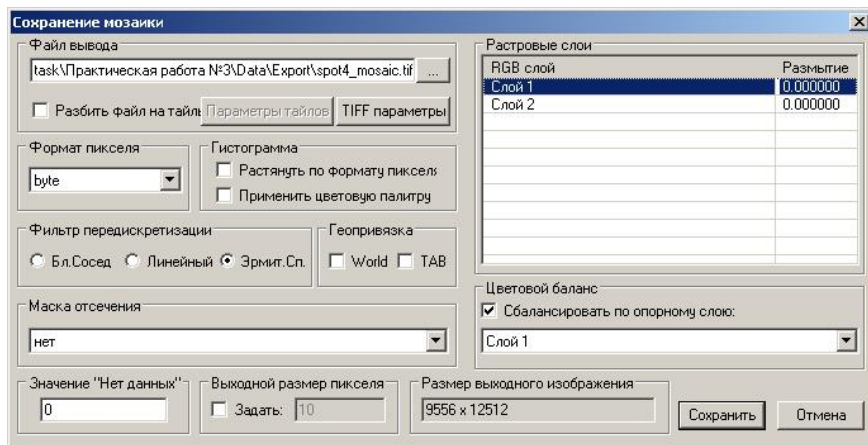 Сохранение мозаики
Файл вывода
task\Практическая работа №3\Data\Export\spot4_mosaic.tif
...
Разбить файл на тайль
Параметры тайлов
TIFF параметры
Формат пикселя
byte
Гистограмма
Растянуть по формату пикселя
Применить цветовую палитру
Фильтр передискретизации
Бл.Сосед
Линейный
Эрмит.Сп.
Геопривязка
World
TAB
Маска отсечения
нет
Значение "Нет данных"
0
Выходной размер пикселя
Задать:
10
Размер выходного изображения
9556 x 12512
Растровые слои
RGB слой Размытие
Слой 1 0.000000
Слой 2 0.000000
Цветовой баланс
Сбалансировать по опорному слою:
Слой 1
Сохранить
Отмена